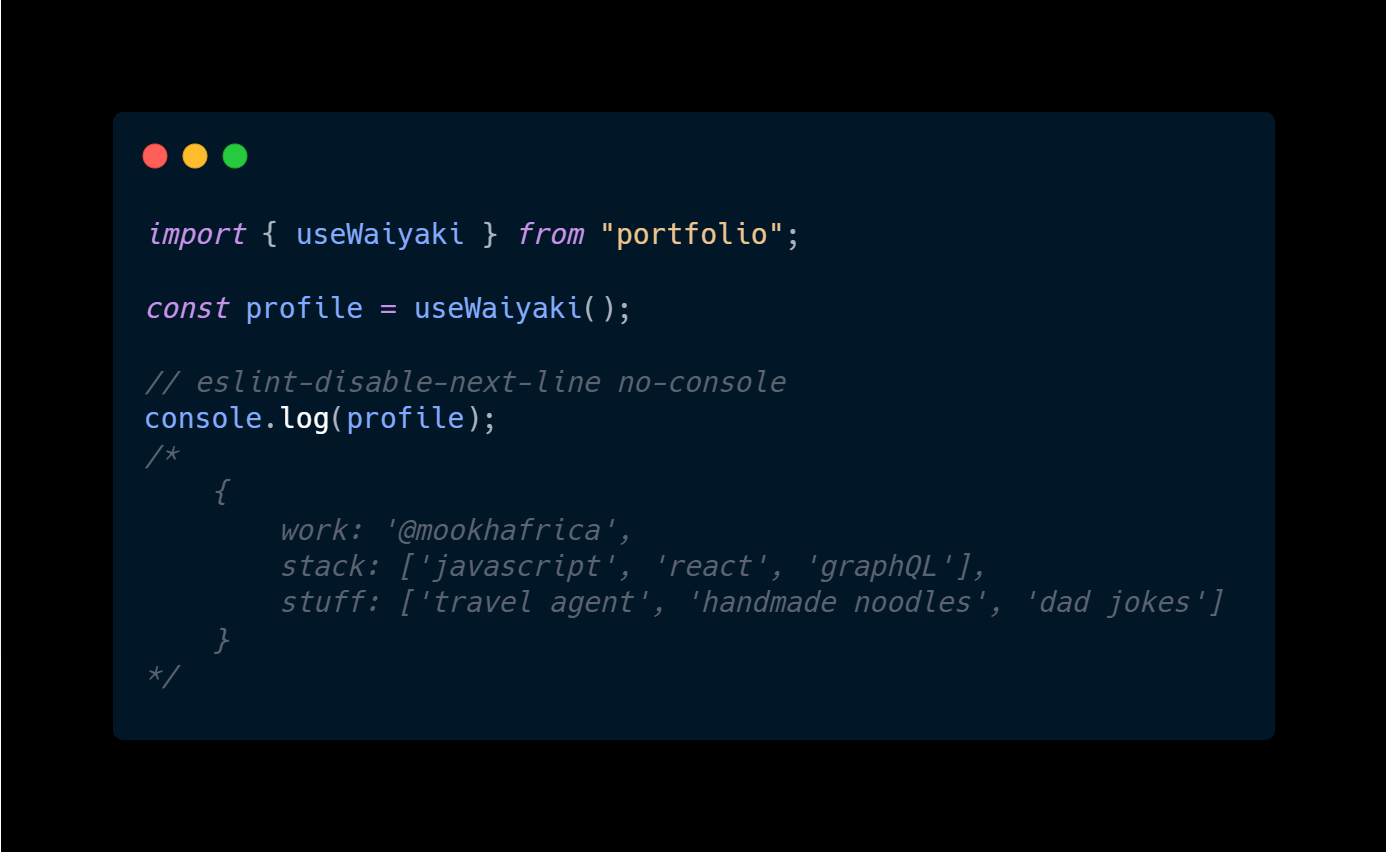 import { useWaiyaki } from "portfolio";
const profile = useWaiyaki();
// eslint-disable-next-line no-console
console.log(profile);
/*
{
work: '@mookhafrica',
stack: ['javascript', 'react', 'graphQL'],
stuff: ['travel agent', 'handmade noodles', 'dad jokes']
}
*/